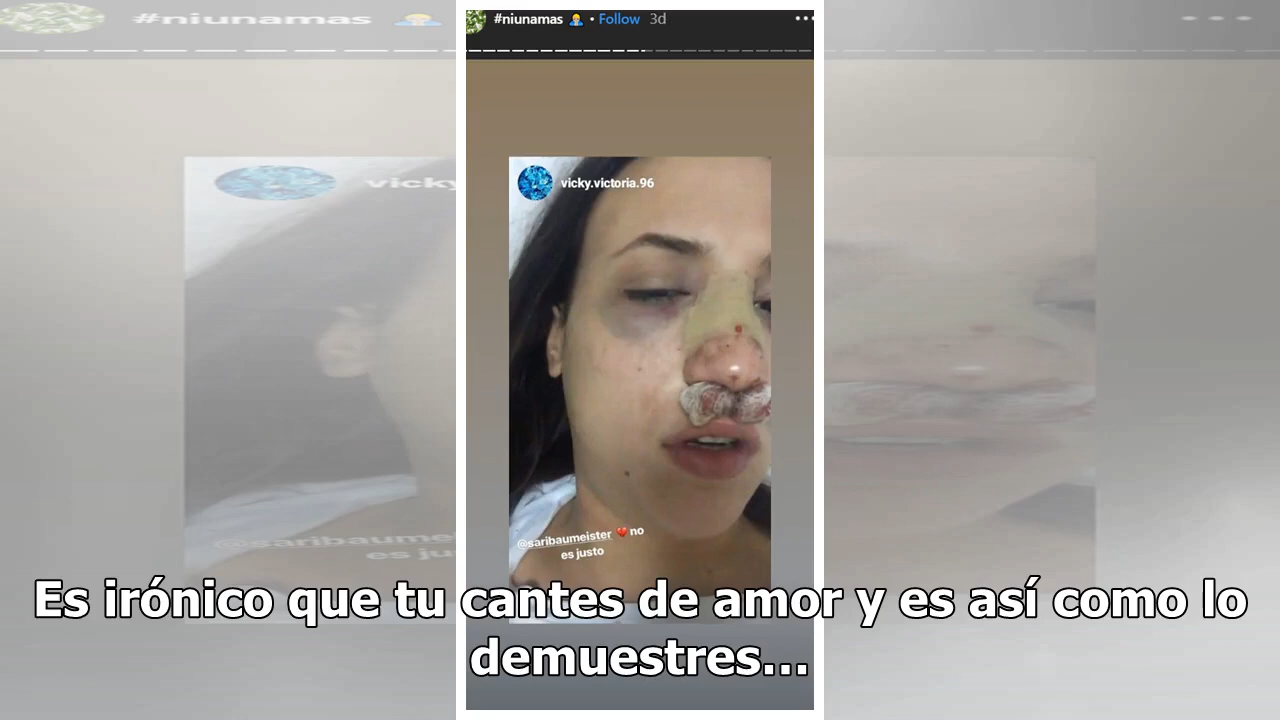 #niunamas • Follow 3d
vicky.victoria.96
@saribaumeister no
es justo
Es irónico que tu cantes de amor y es así como lo
demuestres...